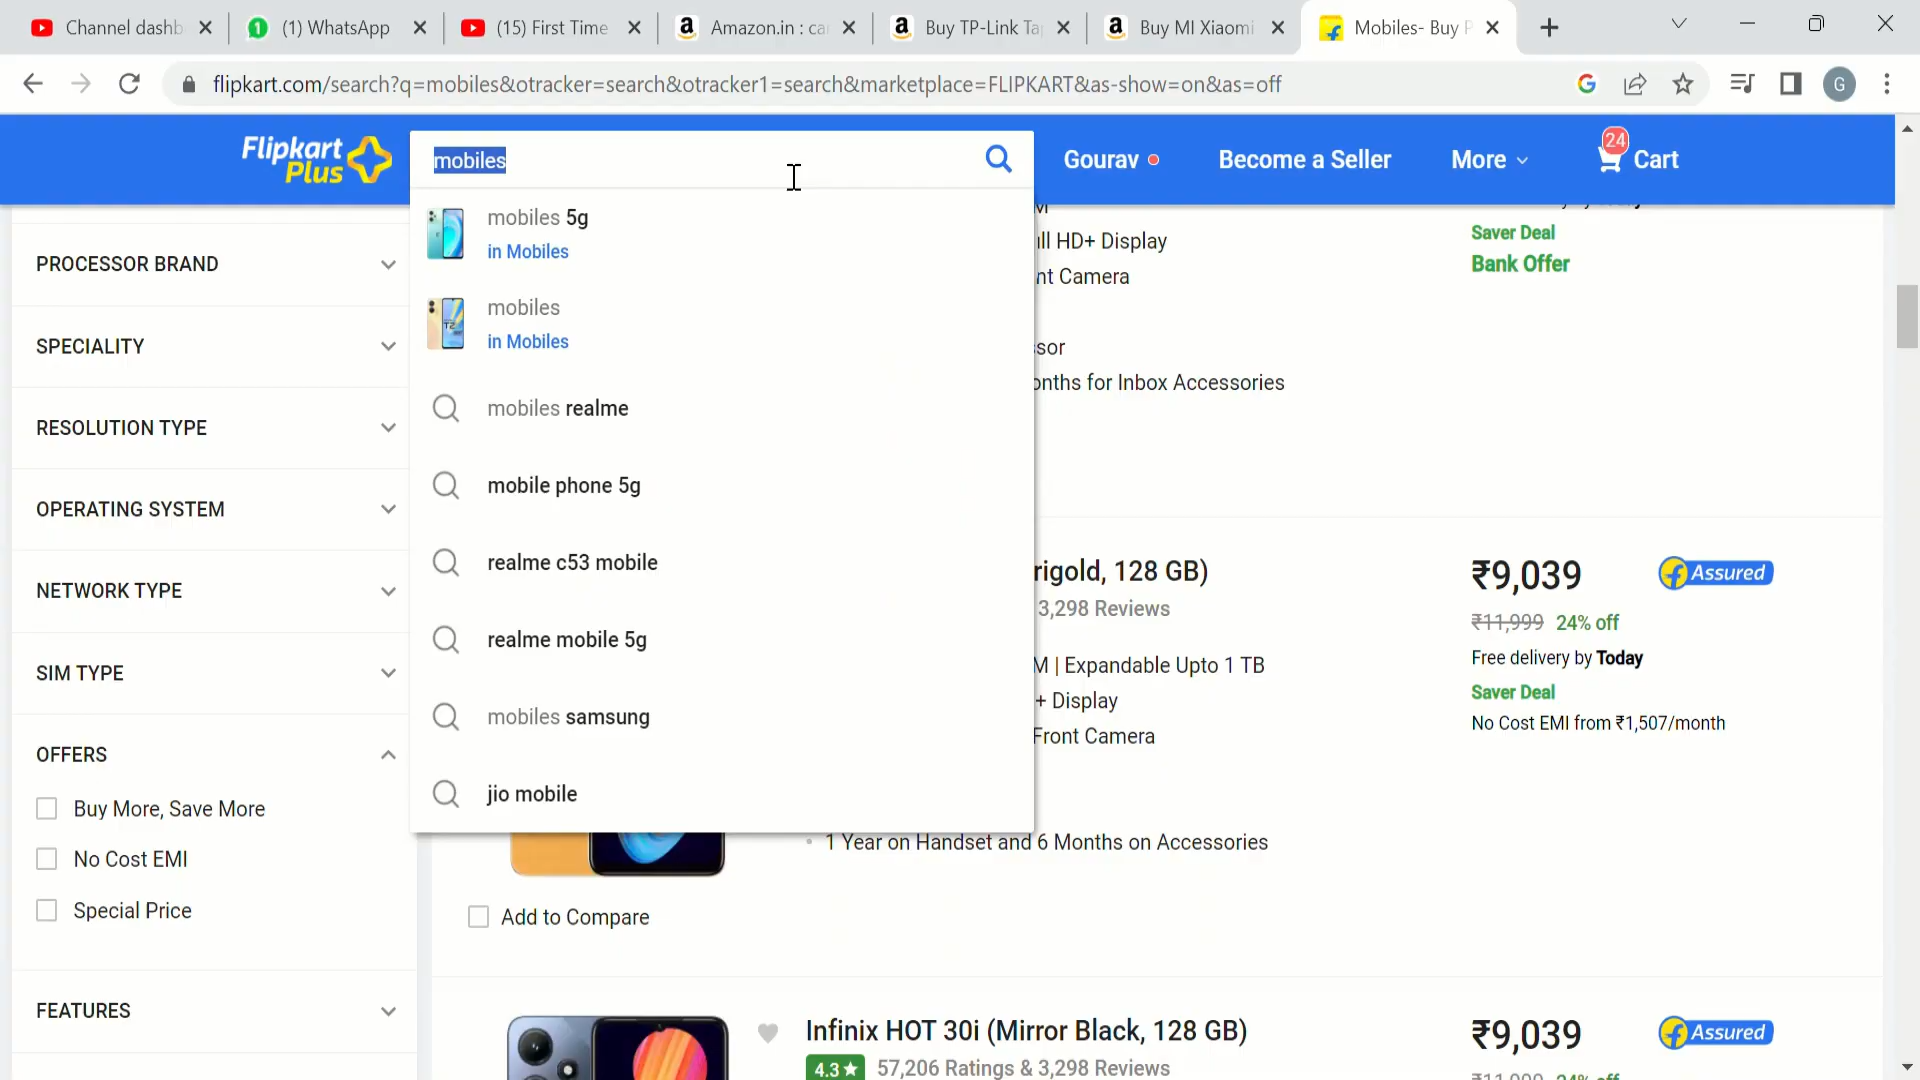 Channel dashb
(1) WhatsApp
(15) First Time
Amazon.in : ca
Buy TP-Link Ta
Buy MI Xiaomi
Mobiles- Buy P
flipkart.com/search?q=mobiles&otracker=search&otracker1=search&marketplace=FLIPKART&as-show=on&as=off
G
Flipkart
Plus
mobiles
Gourav
Become a Seller
More
24
Cart
PROCESSOR BRAND
SPECIALITY
RESOLUTION TYPE
OPERATING SYSTEM
NETWORK TYPE
SIM TYPE
OFFERS
Buy More, Save More
No Cost EMI
Special Price
FEATURES
mobiles 5g
in Mobiles
mobiles
in Mobiles
mobiles realme
mobile phone 5g
realme c53 mobile
realme mobile 5g
mobiles samsung
jio mobile
ull HD+ Display
nt Camera
ssor
onths for Inbox Accessories
Saver Deal
Bank Offer
rigold, 128 GB)
3,298 Reviews
M | Expandable Upto 1 TB
+ Display
Front Camera
1 Year on Handset and 6 Months on Accessories
₹9,039
Assured
₹11,999 24% off
Free delivery by Today
Saver Deal
No Cost EMI from ₹1,507/month
Add to Compare
Infinix HOT 30i (Mirror Black, 128 GB)
4.3★ 57,206 Ratings & 3,298 Reviews
₹9,039
Assured
₹11,999 24% off